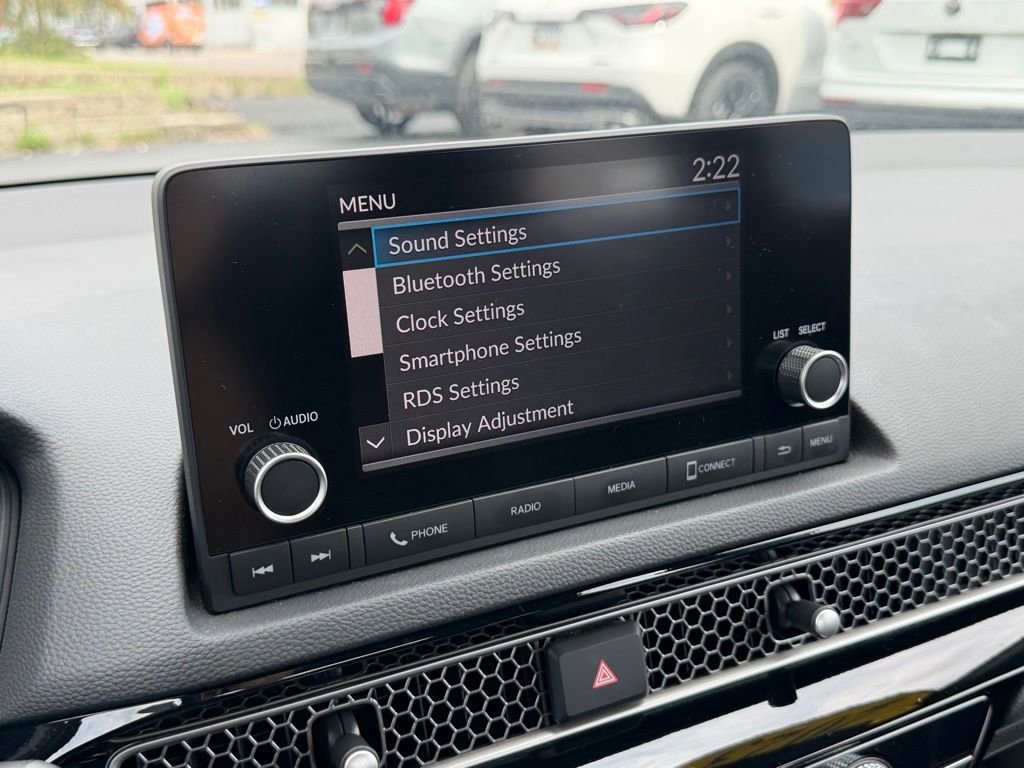 2:22
MENU
Sound Settings
Bluetooth Settings
Clock Settings
Smartphone Settings
RDS Settings
Display Adjustment
VOL AUDIO
LIST SELECT
PHONE
RADIO
MEDIA
CONNECT
MENU